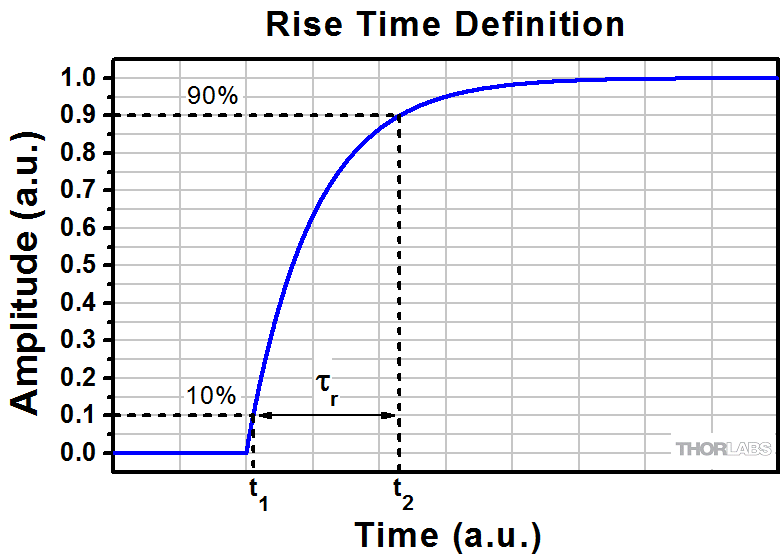 Rise Time Definition
Amplitude (a.u.)
1.0
0.9
0.8
0.7
0.6
0.5
0.4
0.3
0.2
0.1
0.0
90%
10%
τr
THORLABS
t1
t2
Time (a.u.)